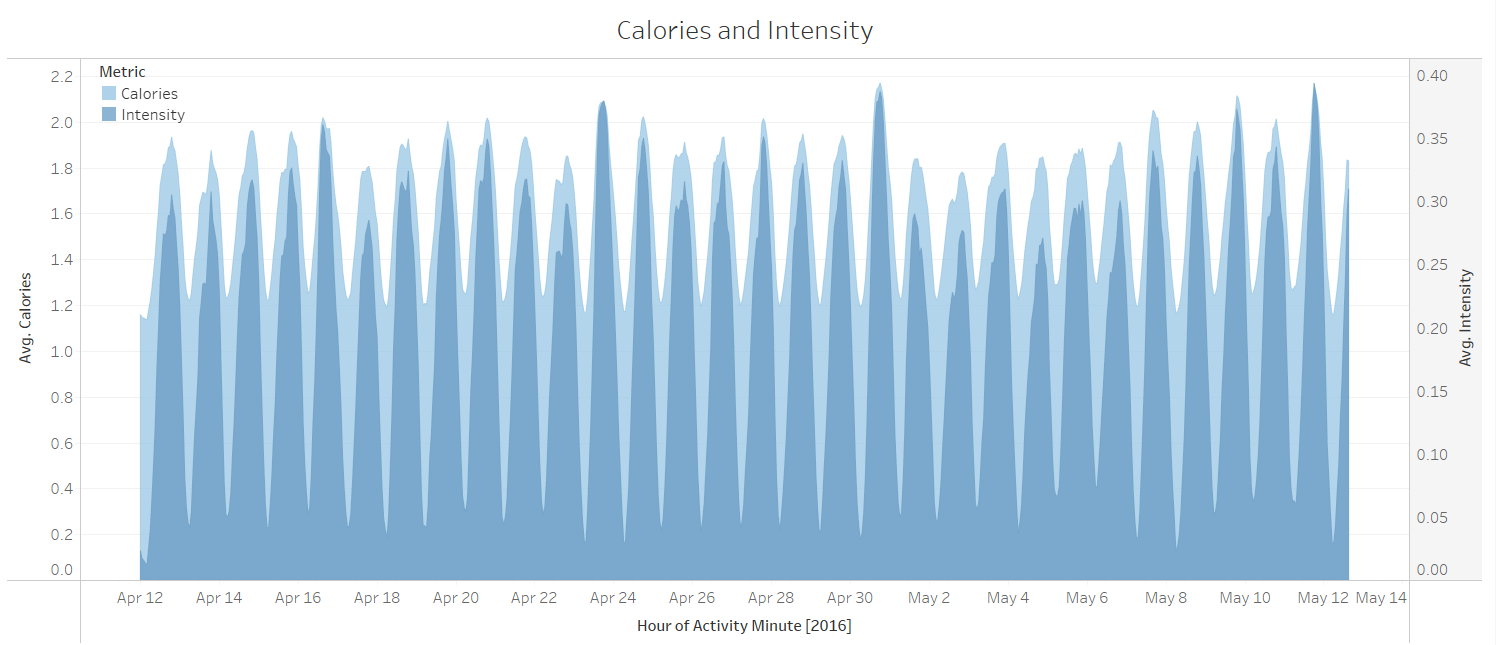 Calories and Intensity
Metric
Calories
Intensity
Avg. Calories
2.2
2.0
1.8
1.6
1.4
1.2
1.0
0.8
0.6
0.4
0.2
0.0
0.40
0.35
0.30
0.25
0.20
0.15
0.10
0.05
0.00
Avg. Intensity
Apr 12 Apr 14 Apr 16 Apr 18 Apr 20 Apr 22 Apr 24 Apr 26 Apr 28 Apr 30 May 2 May 4 May 6 May 8 May 10 May 12 May 14
Hour of Activity Minute [2016]